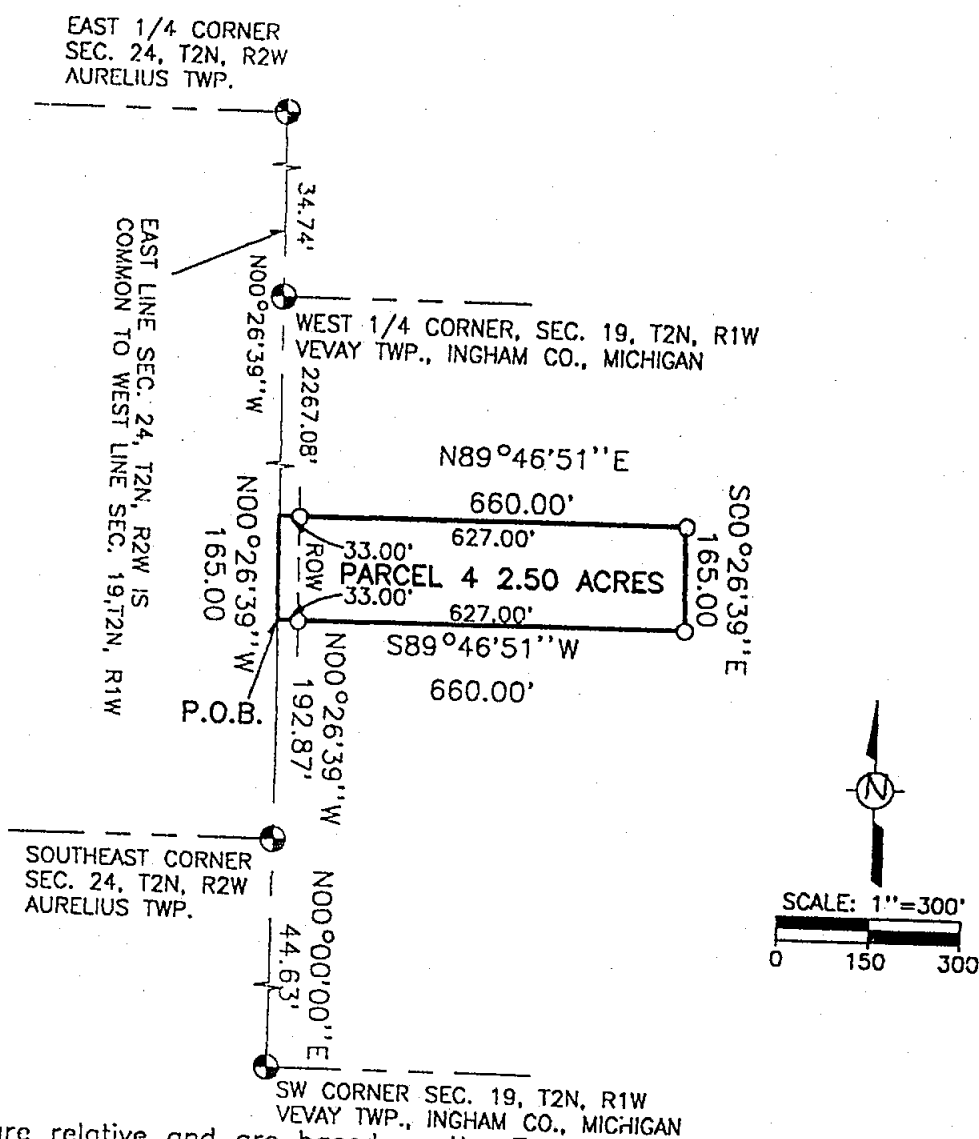 EAST 1/4 CORNER
SEC. 24, T2N, R2W
AURELIUS TWP.
34.74'
EAST LINE SEC. 24, T2N, R2W IS
COMMON TO WEST LINE SEC. 19,T2N, R1W
N00°26'39''W
WEST 1/4 CORNER, SEC. 19, T2N, R1W
VEVAY TWP., INGHAM CO., MICHIGAN
2267.08'
N89°46'51''E
660.00'
627.00'
S00°26'39''E
165.00
N00°26'39''W
165.00
33.00'
ROW
PARCEL 4 2.50 ACRES
33.00'
627.00'
S89°46'51''W
660.00'
P.O.B.
N00°26'39''W
192.87'
N
SOUTHEAST CORNER
SEC. 24, T2N, R2W
AURELIUS TWP.
SCALE: 1"=300'
0 150 300
N00°00'00''E
44.63'
SW CORNER SEC. 19, T2N, R1W
VEVAY TWP., INGHAM CO., MICHIGAN
are relative and are based